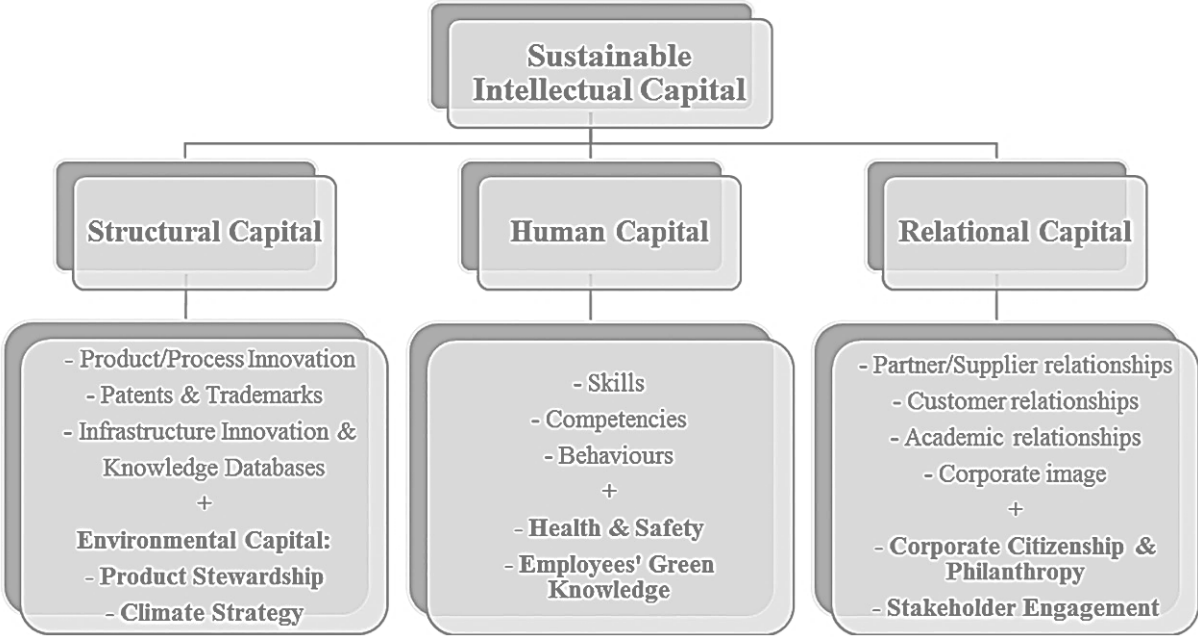 Sustainable
Intellectual Capital
Structural Capital
Human Capital
Relational Capital
- Product/Process Innovation
- Patents & Trademarks
- Infrastructure Innovation &
Knowledge Databases
+
Environmental Capital:
- Product Stewardship
- Climate Strategy
- Skills
- Competencies
- Behaviours
+
- Health & Safety
- Employees' Green
Knowledge
- Partner/Supplier relationships
- Customer relationships
- Academic relationships
- Corporate image
+
- Corporate Citizenship &
Philanthropy
- Stakeholder Engagement